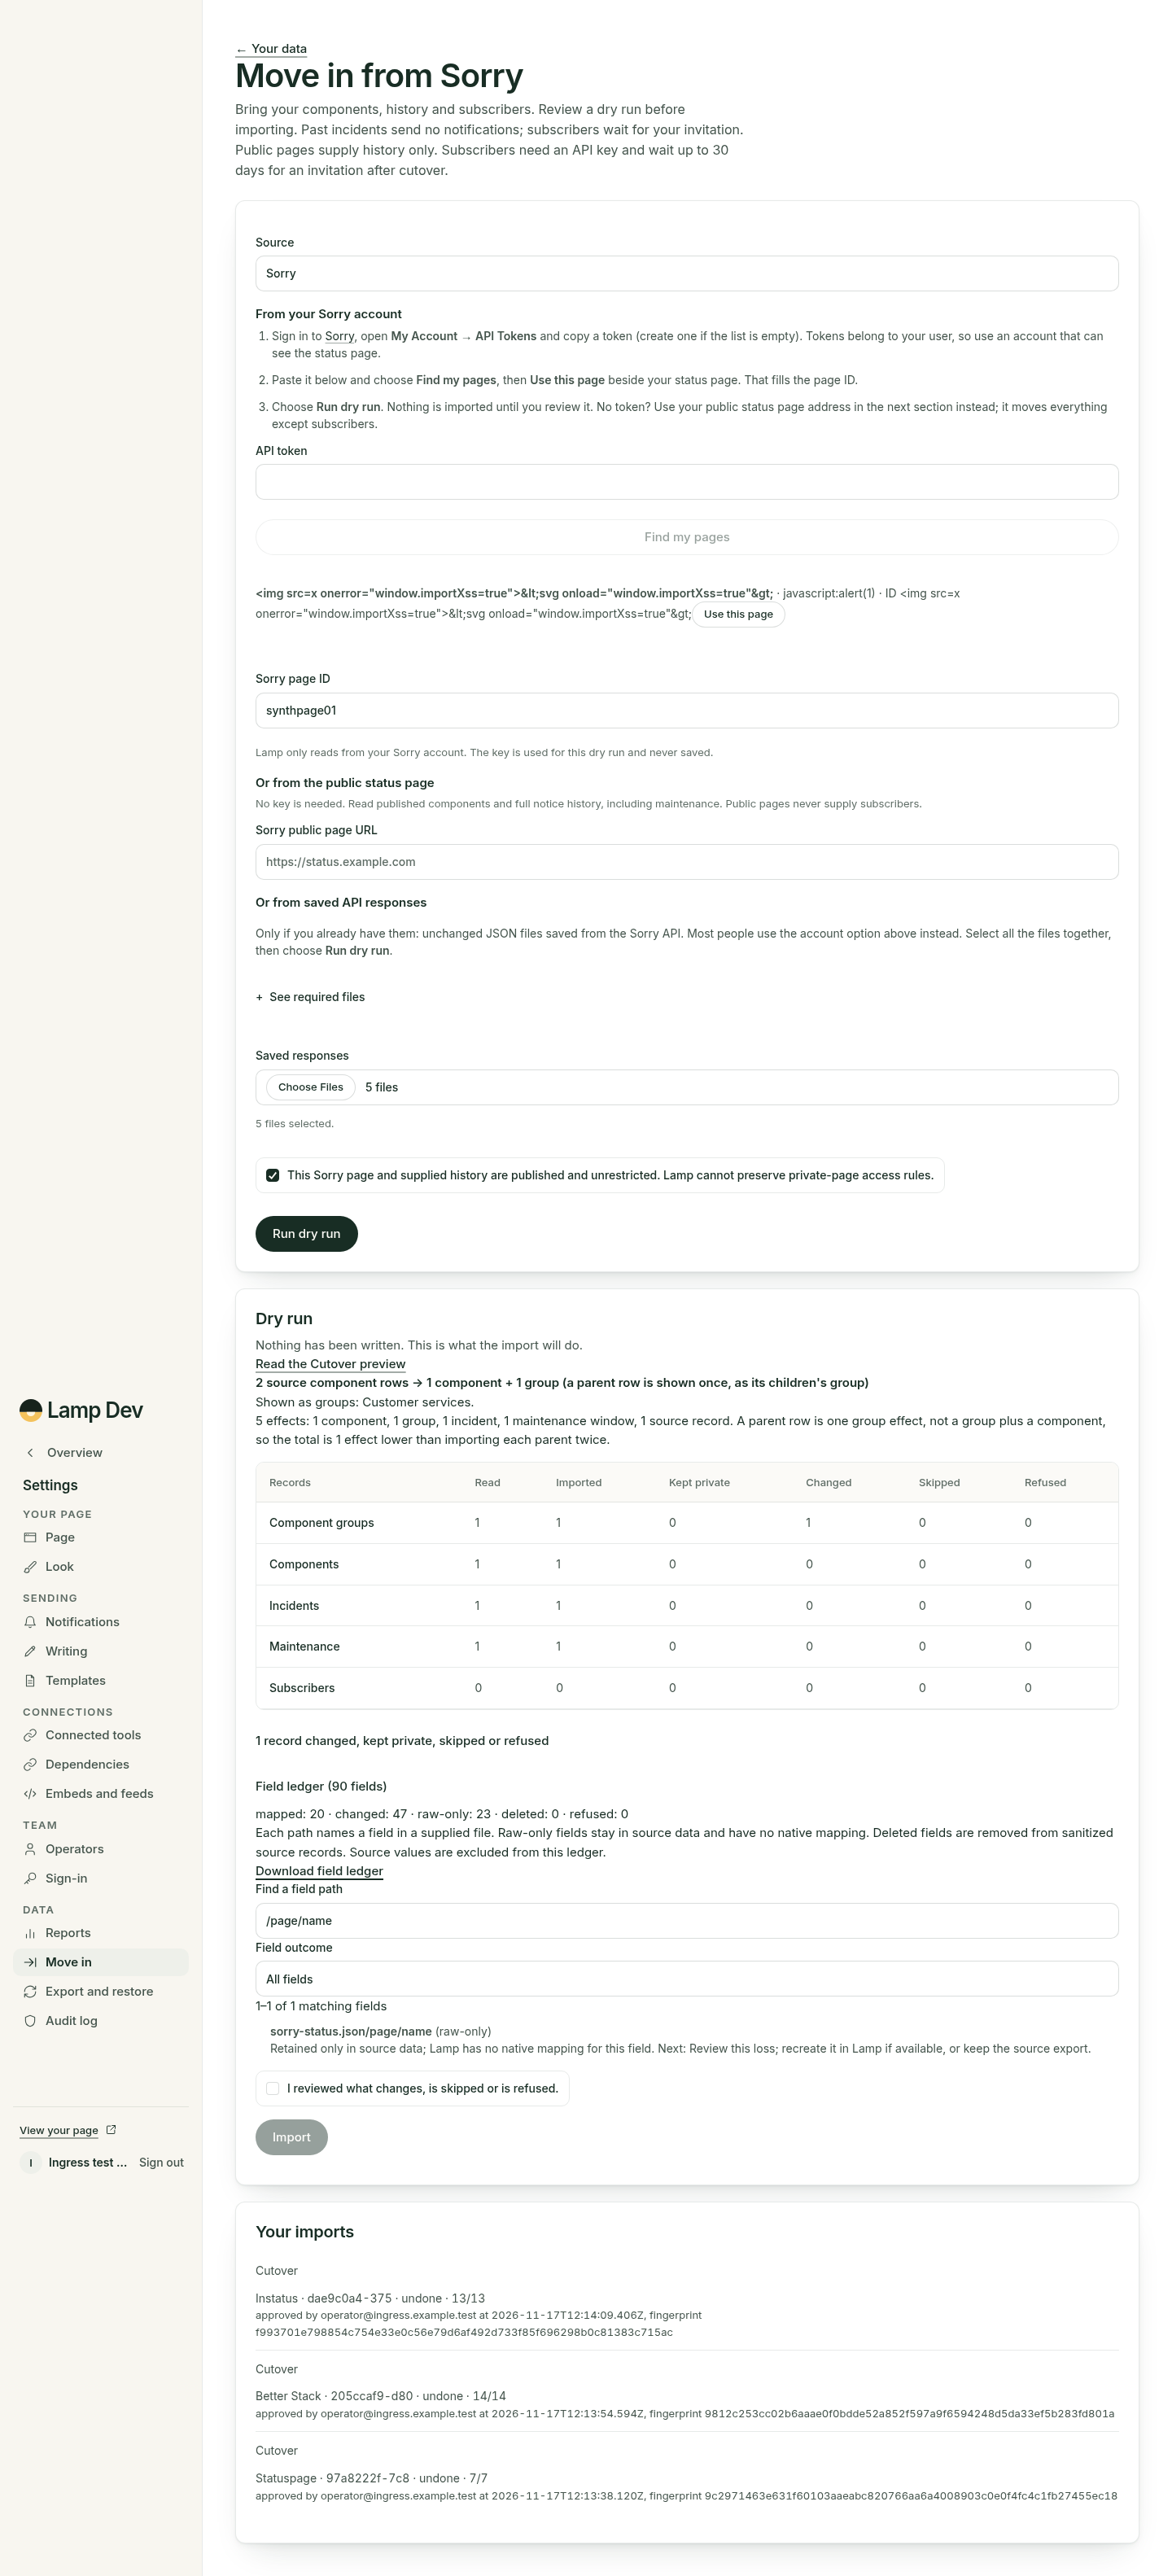 ← Your data
Move in from Sorry
Bring your components, history and subscribers. Review a dry run before
importing. Past incidents send no notifications; subscribers wait for your invitation.
Public pages supply history only. Subscribers need an API key and wait up to 30
days for an invitation after cutover.
Source
Sorry
From your Sorry account
1. Sign in to Sorry, open My Account → API Tokens and copy a token (create one if the list is empty). Tokens belong to your user, so use an account that can
see the status page.
2. Paste it below and choose Find my pages, then Use this page beside your status page. That fills the page ID.
3. Choose Run dry run. Nothing is imported until you review it. No token? Use your public status page address in the next section instead; it moves everything
except subscribers.
API token
Find my pages
<img src=x onerror="window.importXss=true">&lt;svg onload="window.importXss=true"&gt; · javascript:alert(1) · ID <img src=x
onerror="window.importXss=true">&lt;svg onload="window.importXss=true"&gt; Use this page
Sorry page ID
synthpage01
Lamp only reads from your Sorry account. The key is used for this dry run and never saved.
Or from the public status page
No key is needed. Read published components and full notice history, including maintenance. Public pages never supply subscribers.
Sorry public page URL
https://status.example.com
Or from saved API responses
Only if you already have them: unchanged JSON files saved from the Sorry API. Most people use the account option above instead. Select all the files together,
then choose Run dry run.
+ See required files
Saved responses
Choose Files 5 files
5 files selected.
This Sorry page and supplied history are published and unrestricted. Lamp cannot preserve private-page access rules.
Run dry run
Dry run
Nothing has been written. This is what the import will do.
Read the Cutover preview
2 source component rows → 1 component + 1 group (a parent row is shown once, as its children's group)
Shown as groups: Customer services.
5 effects: 1 component, 1 group, 1 incident, 1 maintenance window, 1 source record. A parent row is one group effect, not a group plus a component,
so the total is 1 effect lower than importing each parent twice.
Records Read Imported Kept private Changed Skipped Refused
Component groups 1 1 0 1 0 0
Components 1 1 0 0 0 0
Incidents 1 1 0 0 0 0
Maintenance 1 1 0 0 0 0
Subscribers 0 0 0 0 0 0
1 record changed, kept private, skipped or refused
Field ledger (90 fields)
mapped: 20 · changed: 47 · raw-only: 23 · deleted: 0 · refused: 0
Each path names a field in a supplied file. Raw-only fields stay in source data and have no native mapping. Deleted fields are removed from sanitized
source records. Source values are excluded from this ledger.
Download field ledger
Find a field path
/page/name
Field outcome
All fields
1–1 of 1 matching fields
sorry-status.json/page/name (raw-only)
Retained only in source data; Lamp has no native mapping for this field. Next: Review this loss; recreate it in Lamp if available, or keep the source export.
I reviewed what changes, is skipped or is refused.
Import
Your imports
Cutover
Instatus · dae9c0a4-375 · undone · 13/13
approved by operator@ingress.example.test at 2026-11-17T12:14:09.406Z, fingerprint
f993701e798854c754e33e0c56e79d6af492d733f85f696298b0c81383c715ac
Cutover
Better Stack · 205ccaf9-d80 · undone · 14/14
approved by operator@ingress.example.test at 2026-11-17T12:13:54.594Z, fingerprint 9812c253cc02b6aaae0f0bdde52a852f597a9f6594248d5da33ef5b283fd801a
Cutover
Statuspage · 97a8222f-7c8 · undone · 7/7
approved by operator@ingress.example.test at 2026-11-17T12:13:38.120Z, fingerprint 9c2971463e631f60103aaeabc820766aa6a4008903c0e0f4fc4c1fb27455ec18
Lamp Dev
Overview
Settings
YOUR PAGE
Page
Look
SENDING
Notifications
Writing
Templates
CONNECTIONS
Connected tools
Dependencies
Embeds and feeds
TEAM
Operators
Sign-in
DATA
Reports
Move in
Export and restore
Audit log
View your page
I Ingress test ... Sign out